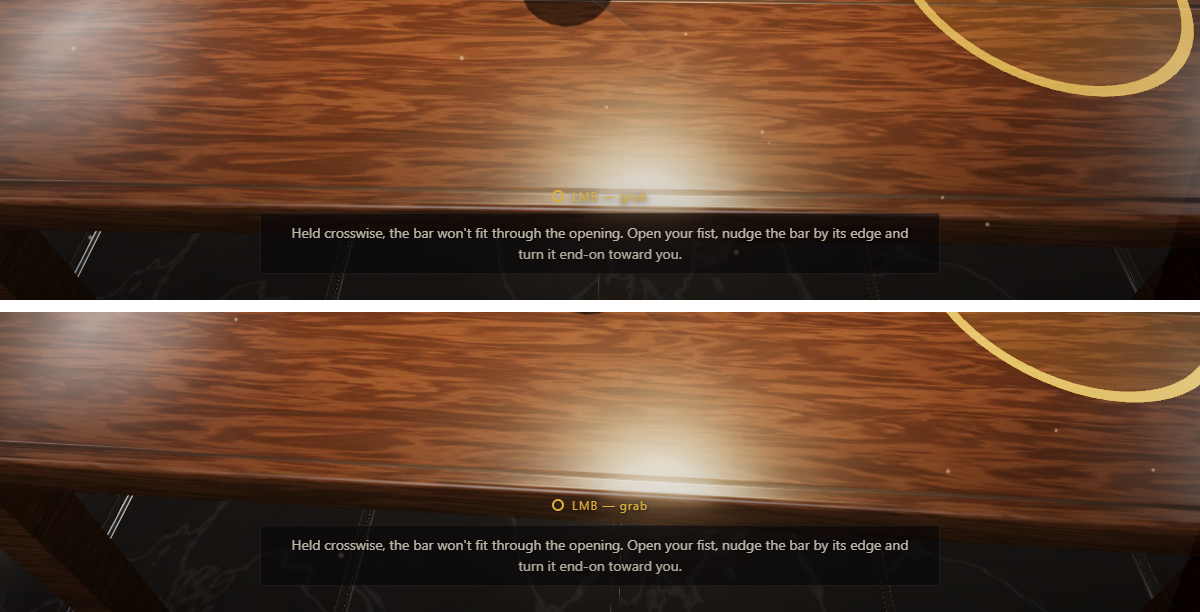 LMB — grab
Held crosswise, the bar won't fit through the opening. Open your fist, nudge the bar by its edge and
turn it end-on toward you.
LMB — grab
Held crosswise, the bar won't fit through the opening. Open your fist, nudge the bar by its edge and
turn it end-on toward you.